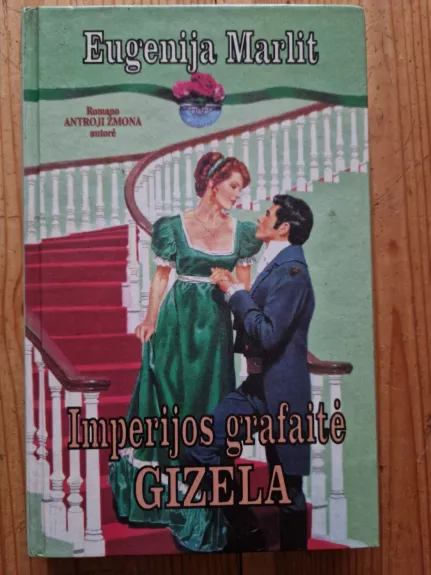 Eugenija Marlit
Romano
ANTROJI ŽMONA
autorė
Imperijos grafaitė
GIZELA